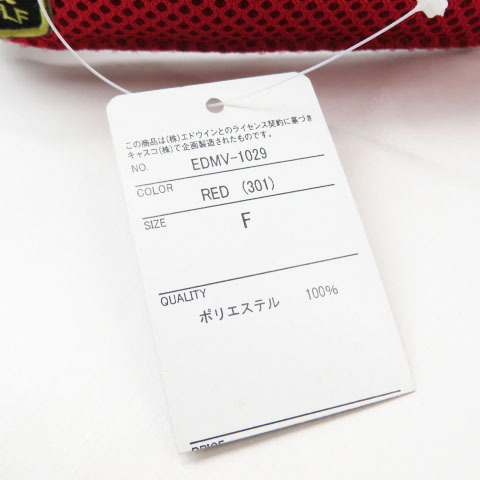 この商品は(株)エドウインとのライセンス契約に基づき
キャスコ(株)で企画製造されたものです。
NO. EDMV-1029
COLOR RED (301)
SIZE F
QUALITY
ポリエステル 100%